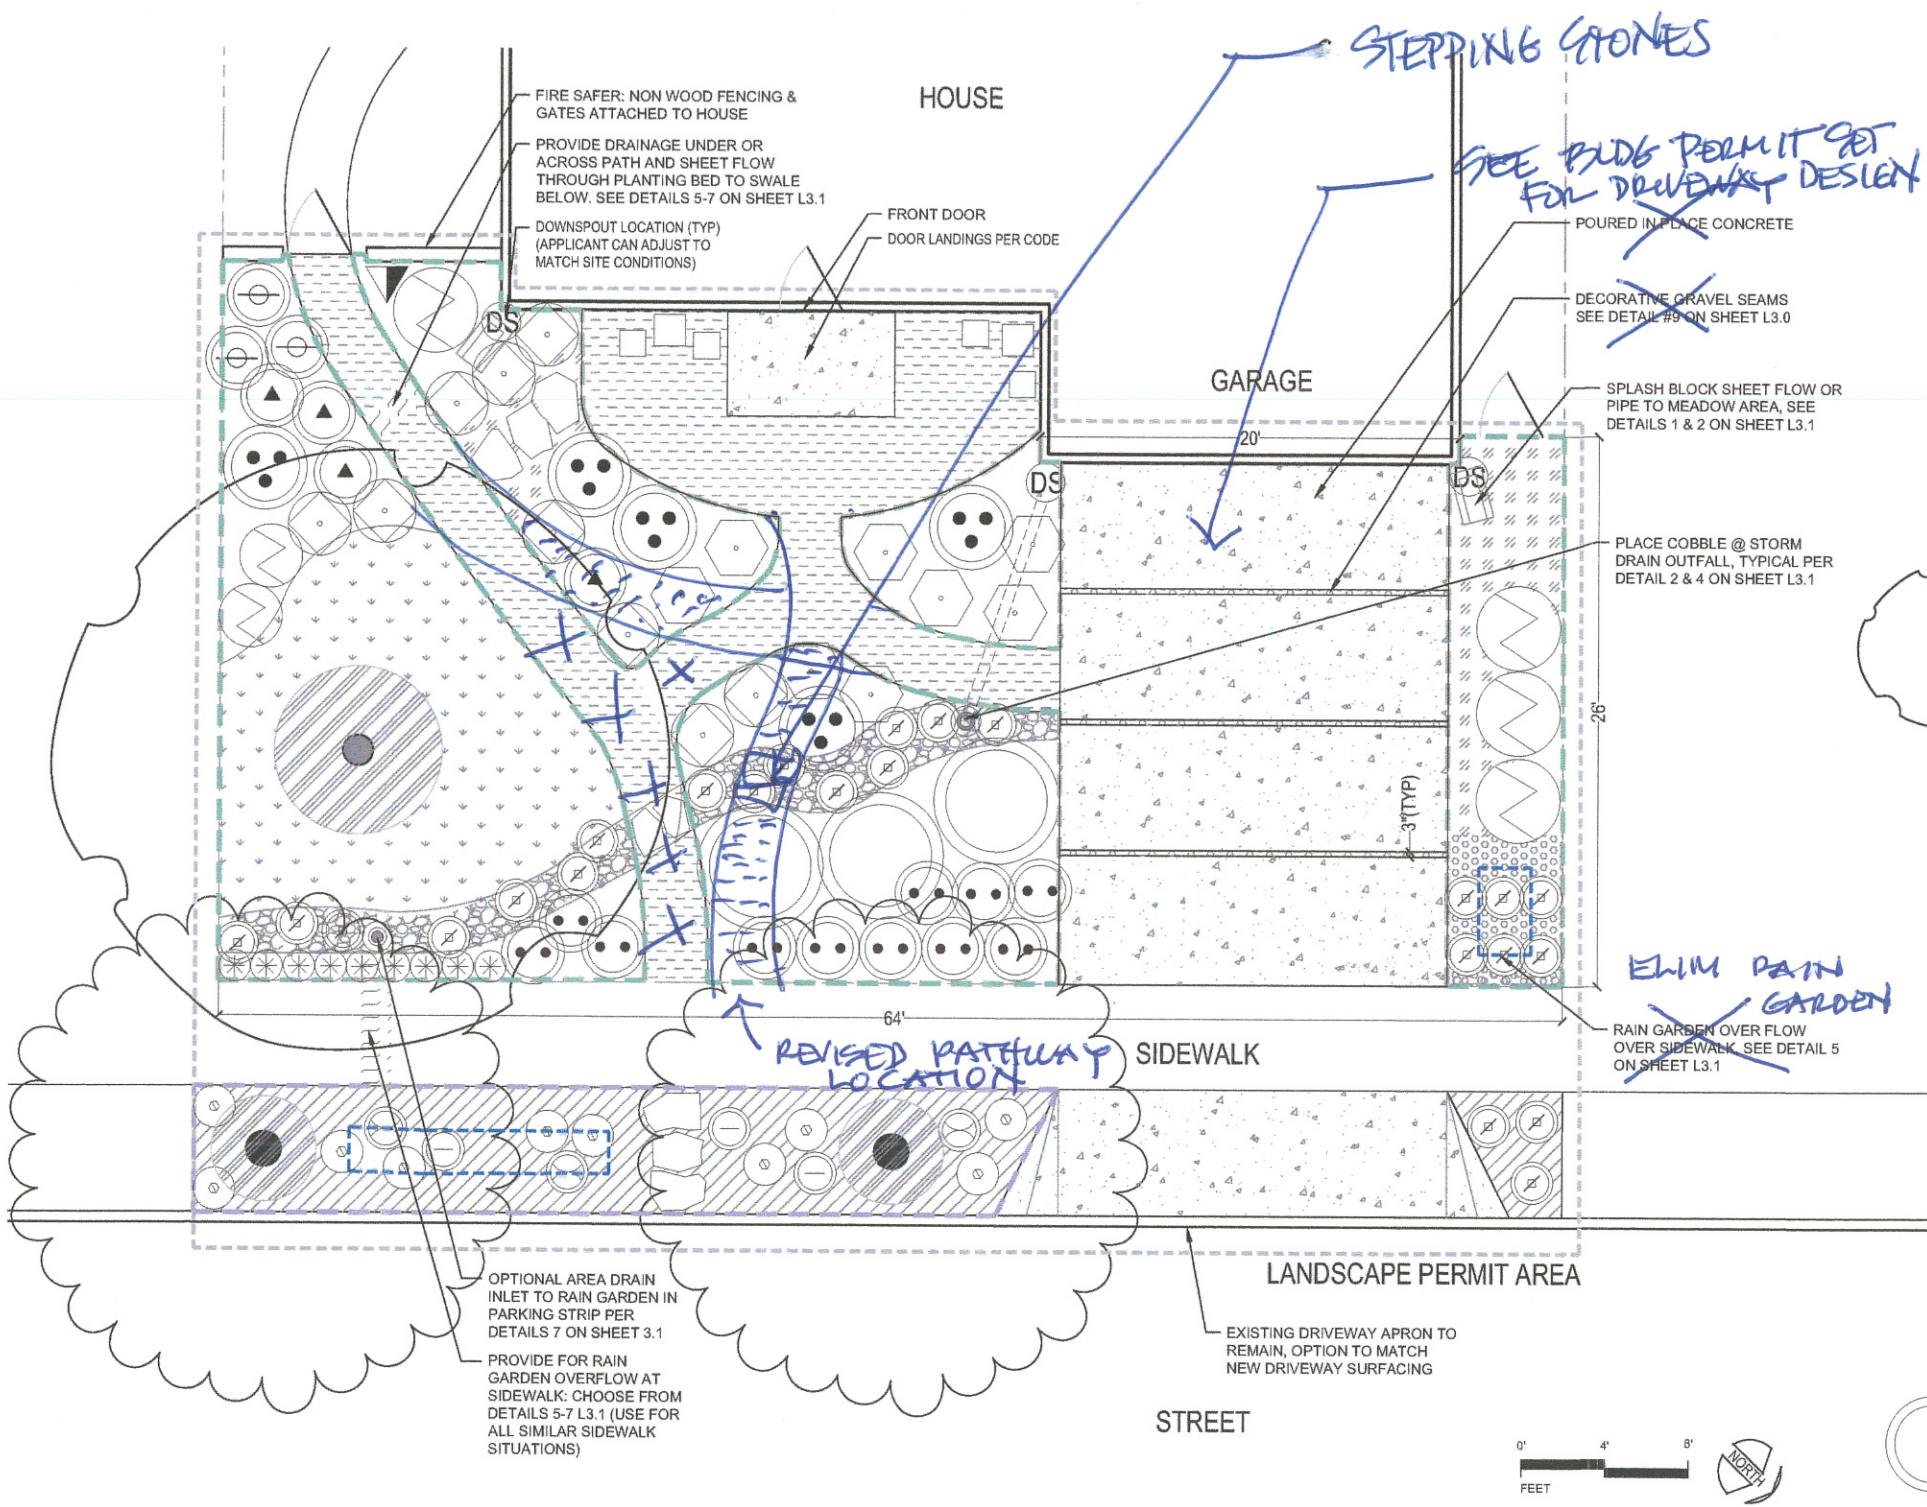 STEPPING STONES
HOUSE
FIRE SAFER: NON WOOD FENCING &
GATES ATTACHED TO HOUSE
PROVIDE DRAINAGE UNDER OR
ACROSS PATH AND SHEET FLOW
THROUGH PLANTING BED TO SWALE
BELOW. SEE DETAILS 5-7 ON SHEET L3.1
SEE BLDG PERMIT SET
FOR DRIVEWAY DESIGN
FRONT DOOR
DOOR LANDINGS PER CODE
DOWNSPOUT LOCATION (TYP)
(APPLICANT CAN ADJUST TO
MATCH SITE CONDITIONS)
POURED IN PLACE CONCRETE
DECORATIVE GRAVEL SEAMS
SEE DETAIL #9 ON SHEET L3.0
DS
GARAGE
SPLASH BLOCK SHEET FLOW OR
PIPE TO MEADOW AREA, SEE
DETAILS 1 & 2 ON SHEET L3.1
20'
DS
DS
PLACE COBBLE @ STORM
DRAIN OUTFALL, TYPICAL PER
DETAIL 2 & 4 ON SHEET L3.1
26'
3"(TYP)
ELIM RAIN
GARDEN
64'
RAIN GARDEN OVER FLOW
OVER SIDEWALK, SEE DETAIL 5
ON SHEET L3.1
REVISED PATHWAY
LOCATION
SIDEWALK
LANDSCAPE PERMIT AREA
OPTIONAL AREA DRAIN
INLET TO RAIN GARDEN IN
PARKING STRIP PER
DETAILS 7 ON SHEET 3.1
EXISTING DRIVEWAY APRON TO
REMAIN, OPTION TO MATCH
NEW DRIVEWAY SURFACING
PROVIDE FOR RAIN
GARDEN OVERFLOW AT
SIDEWALK: CHOOSE FROM
DETAILS 5-7 L3.1 (USE FOR
ALL SIMILAR SIDEWALK
SITUATIONS)
STREET
0' 4' 8'
FEET
NORTH